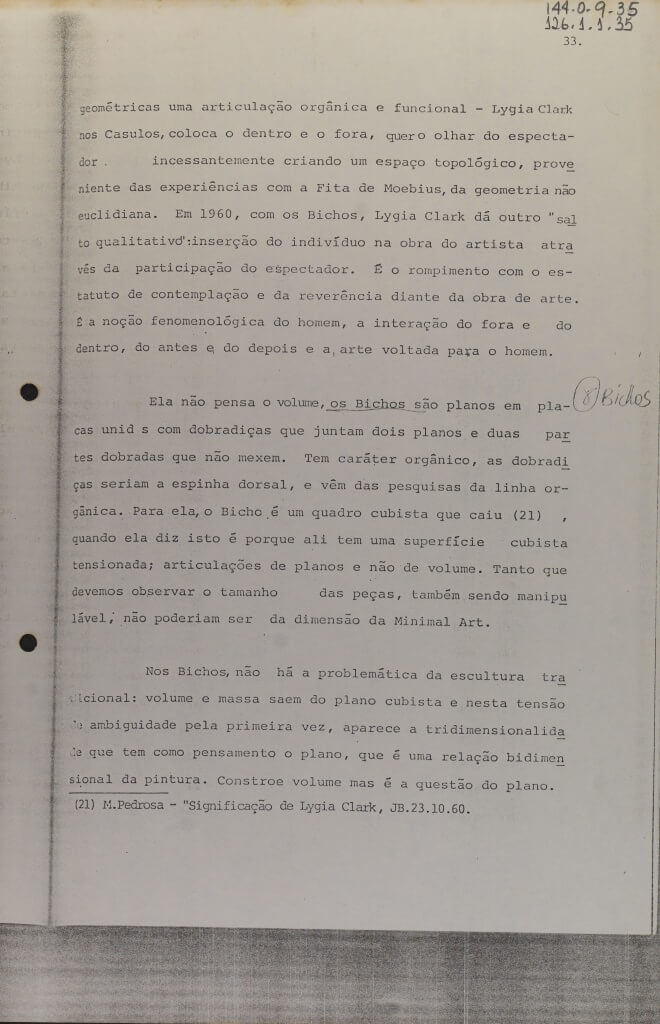 144.0-9-35
126.1.1.35
33.
geométricas uma articulação orgânica e funcional - Lygia Clark
nos Casulos, coloca o dentro e o fora, quero olhar do especta-
dor . incessantemente criando um espaço topológico, prove
niente das experiências com a Fita de Moebius, da geometria não
euclidiana. Em 1960, com os Bichos, Lygia Clark dá outro "sal
to qualitativo":inserção do indivíduo na obra do artista atra
vés da participação do espectador. É o rompimento com o es-
tatuto de contemplação e da reverência diante da obra de arte.
É a noção fenomenológica do homem, a interação do fora e do
dentro, do antes e do depois e a arte voltada para o homem.
Ela não pensa o volume, os Bichos são planos em pla-
8 Bichos
cas unid s com dobradiças que juntam dois planos e duas par
tes dobradas que não mexem. Tem caráter orgânico, as dobradi
ças seriam a espinha dorsal, e vêm das pesquisas da linha or-
gânica. Para ela, o Bicho é um quadro cubista que caiu (21) ,
quando ela diz isto é porque ali tem uma superfície cubista
tensionada; articulações de planos e não de volume. Tanto que
devemos observar o tamanho das peças, também sendo manipu
lável, não poderiam ser da dimensão da Minimal Art.
Nos Bichos, não há a problemática da escultura tra
dicional: volume e massa saem do plano cubista e nesta tensão
de ambiguidade pela primeira vez, aparece a tridimensionalida
de que tem como pensamento o plano, que é uma relação bidimen
sional da pintura. Constroe volume mas é a questão do plano.
(21) M.Pedrosa - "Significação de Lygia Clark, JB.23.10.60.